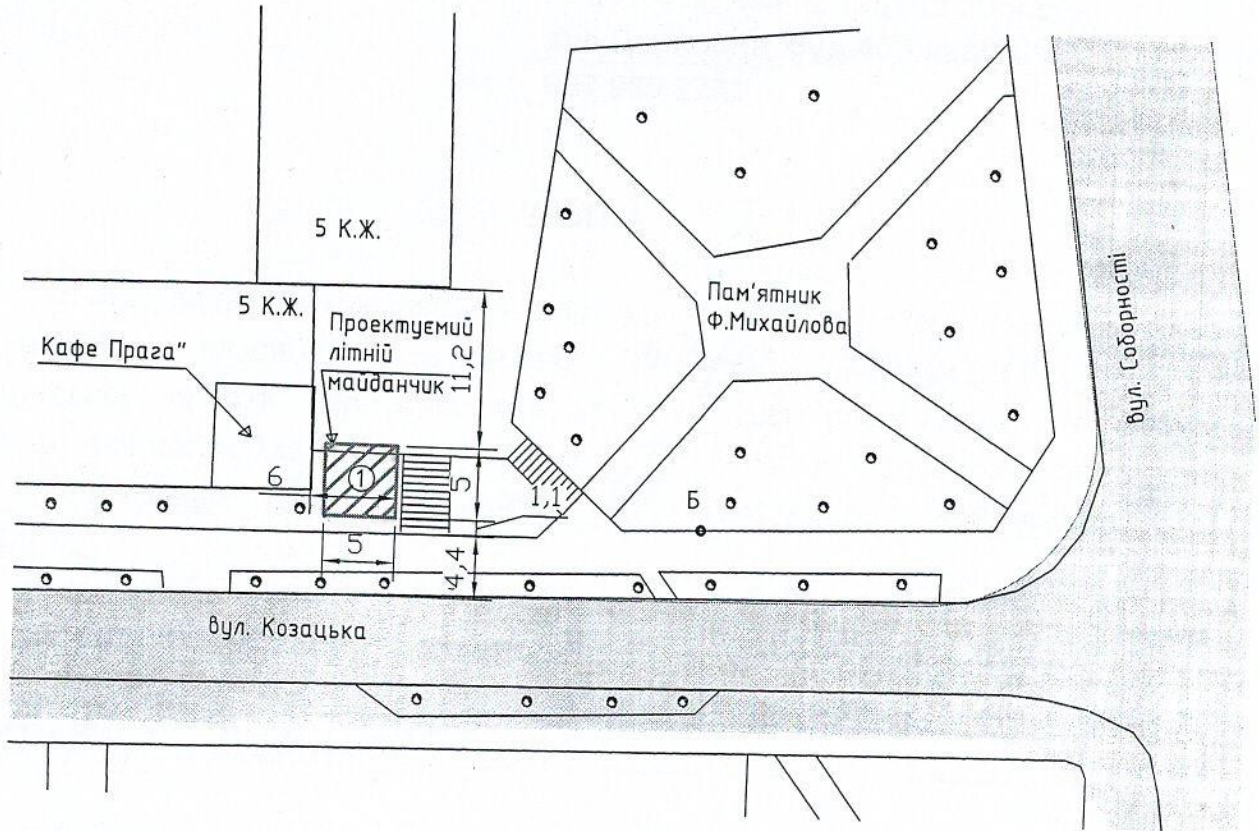 5 К.Ж.
5 К.Ж.
Проектуємий
літній
майданчик
11,2
Кафе Прага"
Пам'ятник
Ф.Михайлова
вул. Соборності
6
1
5
1,1
Б
5
4,4
вул. Козацька